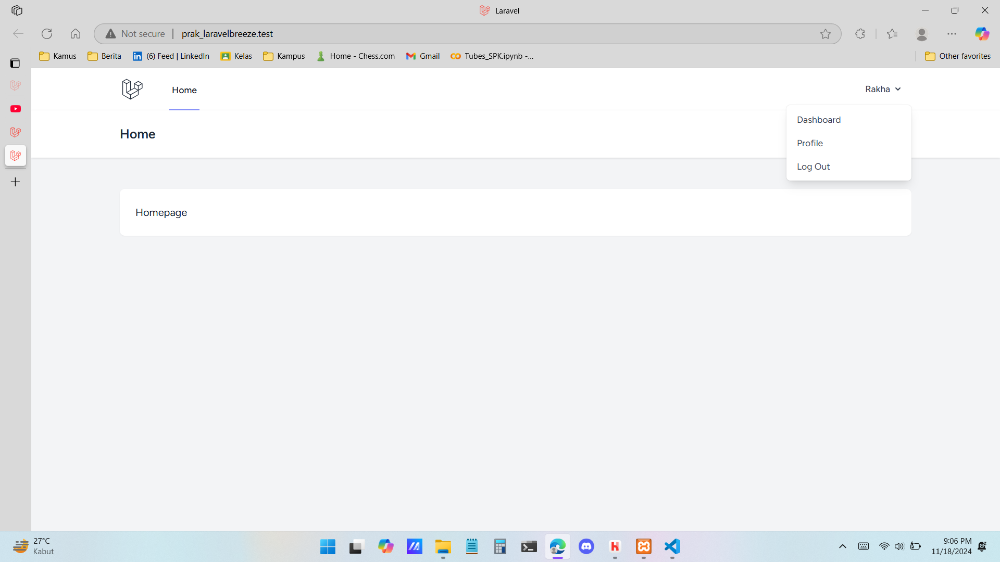 Laravel
Not secure prak_laravelbreeze.test
Kamus Berita (6) Feed | LinkedIn Kelas Kampus Home - Chess.com Gmail Tubes_SPK.ipynb -... Other favorites
Home Rakha
Dashboard
Home
Profile
Log Out
Homepage
27°C
Kabut
9:06 PM
11/18/2024